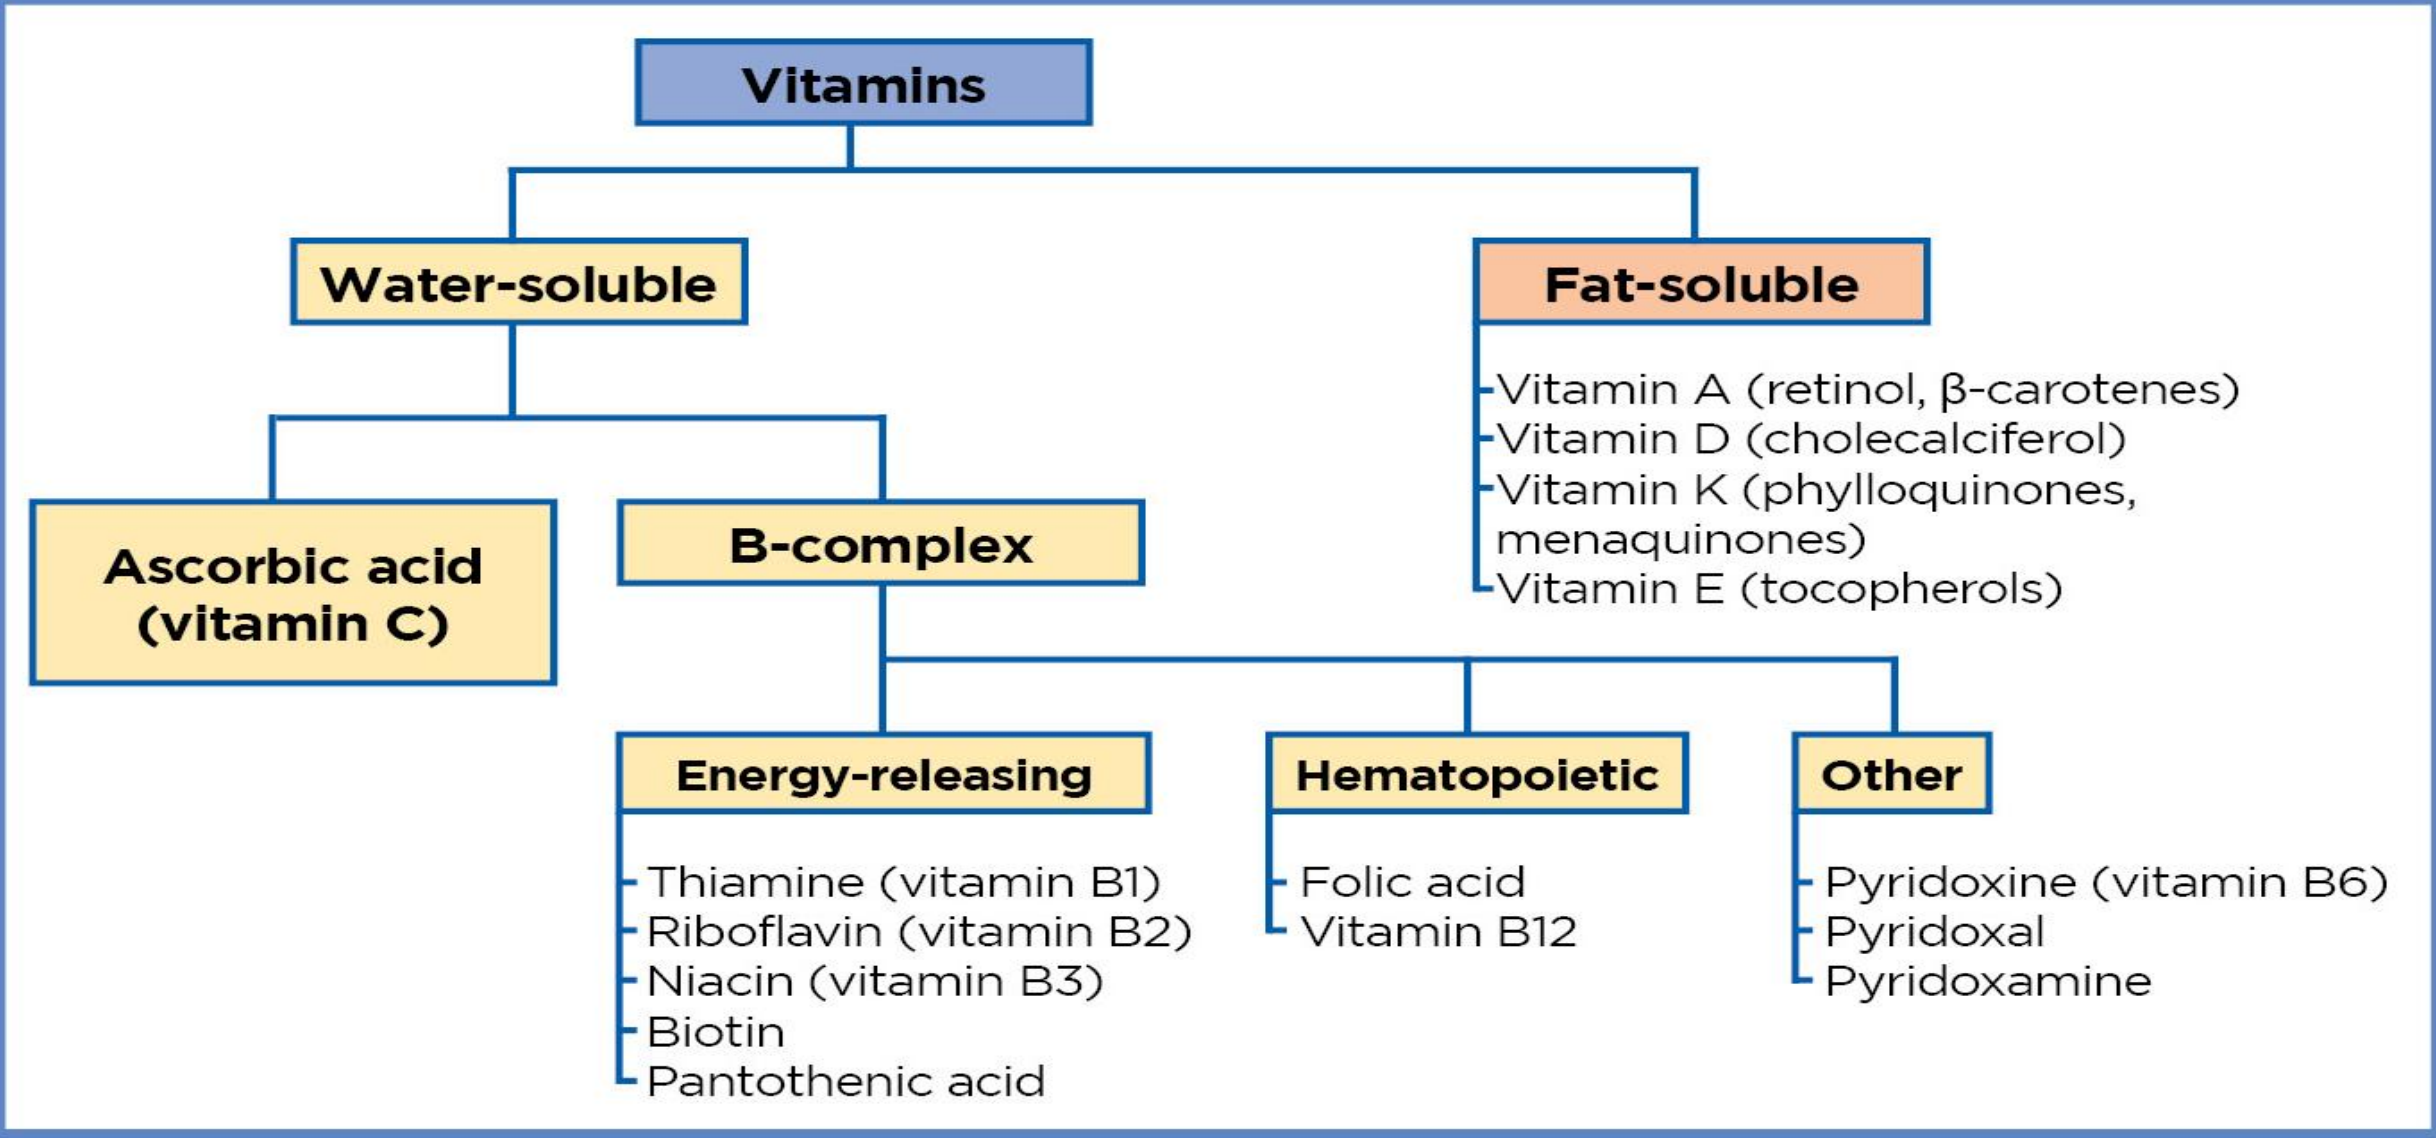 Vitamins
Water-soluble
Fat-soluble
Vitamin A (retinol, β-carotenes)
Vitamin D (cholecalciferol)
Vitamin K (phylloquinones,
menaquinones)
Vitamin E (tocopherols)
Ascorbic acid
(vitamin C)
B-complex
Energy-releasing
Thiamine (vitamin B1)
Riboflavin (vitamin B2)
Niacin (vitamin B3)
Biotin
Pantothenic acid
Hematopoietic
Folic acid
Vitamin B12
Other
Pyridoxine (vitamin B6)
Pyridoxal
Pyridoxamine